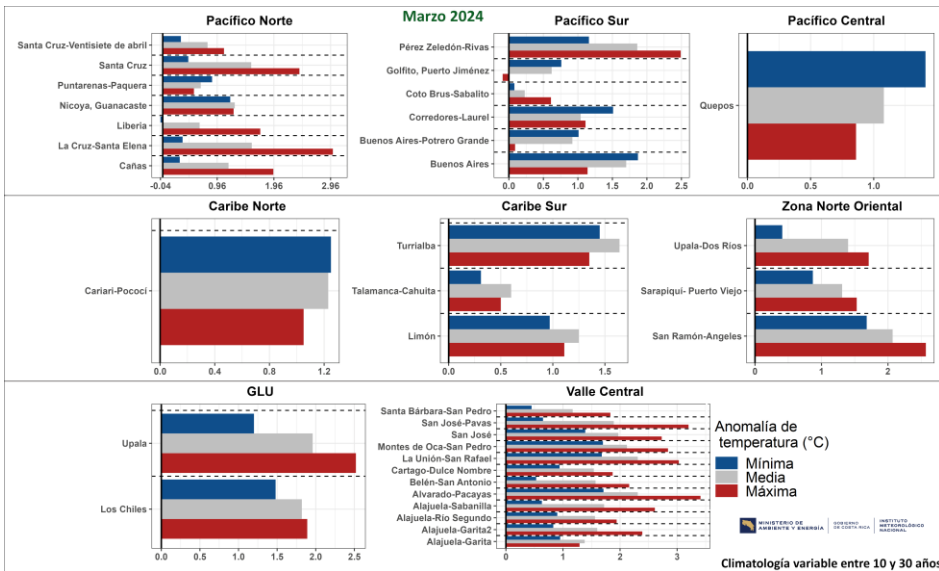 Marzo 2024
Pacífico Norte
Santa Cruz-Ventisiete de abril
Santa Cruz
Puntarenas-Paquera
Nicoya, Guanacaste
Liberia
La Cruz-Santa Elena
Cañas
-0.04 0.96 1.96 2.96
Pacífico Sur
Pérez Zeledón-Rivas
Golfito, Puerto Jiménez
Coto Brus-Sabalito
Corredores-Laurel
Buenos Aires-Potrero Grande
Buenos Aires
0.0 0.5 1.0 1.5 2.0 2.5
Pacífico Central
Quepos
0.0 1.0
Caribe Norte
Cariari-Pococí
0.0 0.4 0.8 1.2
Caribe Sur
Turrialba
Talamanca-Cahuita
Limón
0.0 0.5 1.0 1.5
Zona Norte Oriental
Upala-Dos Ríos
Sarapiquí- Puerto Viejo
San Ramón-Angeles
0 1 2
GLU
Upala
Los Chiles
0.0 0.5 1.0 1.5 2.0 2.5
Valle Central
Santa Bárbara-San Pedro
San José-Pavas
San José
Montes de Oca-San Pedro
La Unión-San Rafael
Cartago-Dulce Nombre
Belén-San Antonio
Alvarado-Pacayas
Alajuela-Sabanilla
Alajuela-Río Segundo
Alajuela-Garita2
Alajuela-Garita
0 1 2 3
Anomalía de
temperatura (°C)
Mínima
Media
Máxima
MINISTERIO DE
AMBIENTE Y ENERGÍA
GOBIERNO
DE COSTA RICA
INSTITUTO
METEOROLÓGICO
NACIONAL
Climatología variable entre 10 y 30 años